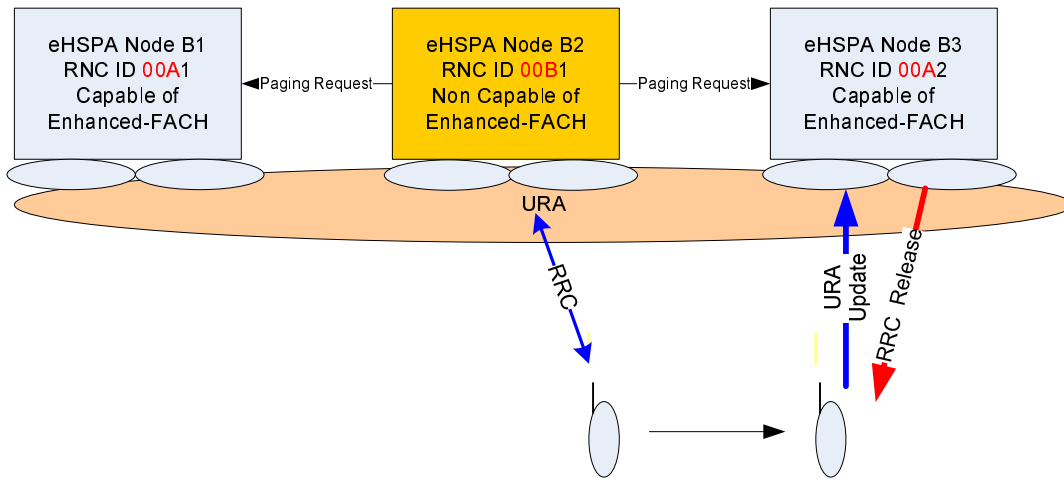 eHSPA Node B1
RNC ID 00A1
Capable of
Enhanced-FACH
Paging Request
eHSPA Node B2
RNC ID 00B1
Non Capable of
Enhanced-FACH
Paging Request
eHSPA Node B3
RNC ID 00A2
Capable of
Enhanced-FACH
URA
RRC
URA
Update
RRC Release